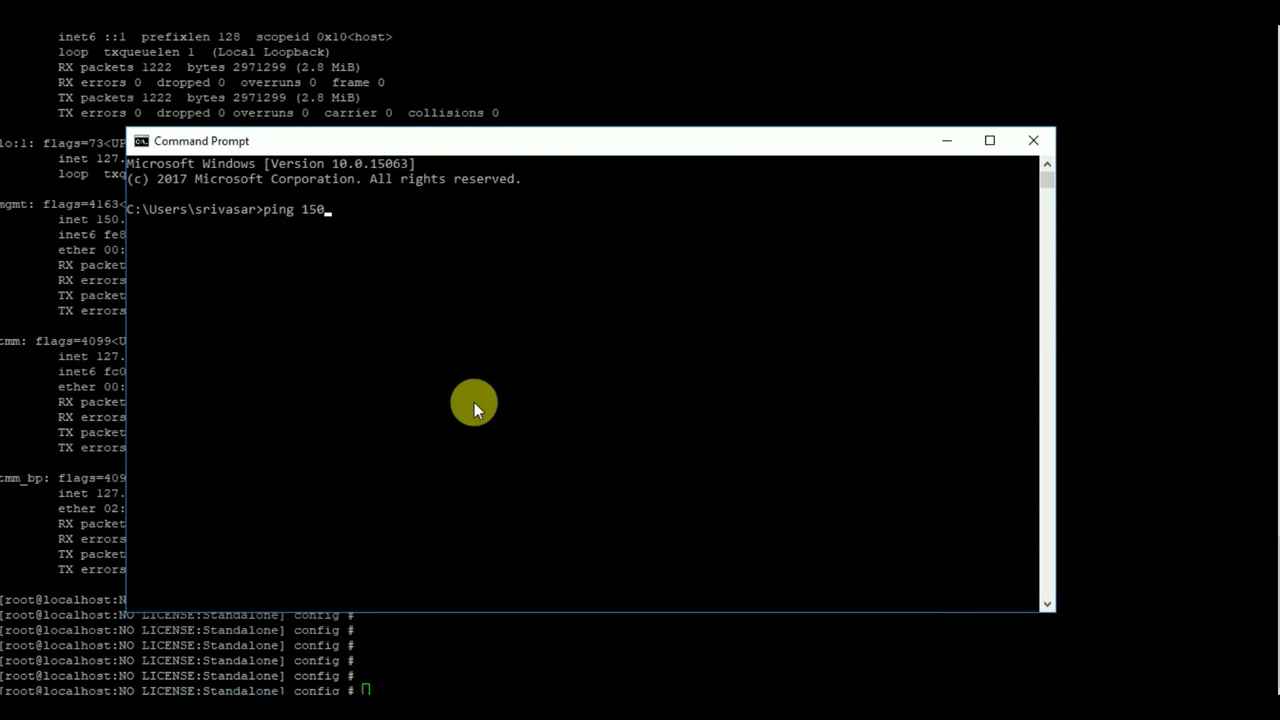 inet6 ::1  prefixlen 128  scopeid 0x10<host>
loop  txqueuelen 1  (Local Loopback)
RX packets 1222  bytes 2971299 (2.8 MiB)
RX errors 0  dropped 0  overruns 0  frame 0
TX packets 1222  bytes 2971299 (2.8 MiB)
TX errors 0  dropped 0 overruns 0  carrier 0  collisions 0
lo:1: flags=73<UP
inet 127.
loop  txq
mgmt: flags=4163<
inet 150.
inet6 fe8
ether 00:
RX packet
RX errors
TX packet
TX errors
tmm: flags=4099<U
inet 127.
inet6 fc0
ether 00:
RX packet
RX errors
TX packet
TX errors
tmm_bp: flags=409
inet 127.
ether 02:
RX packet
RX errors
TX packet
TX errors
[root@localhost:N
[root@localhost:NO LICENSE:Standalone] config #
[root@localhost:NO LICENSE:Standalone] config #
[root@localhost:NO LICENSE:Standalone] config #
[root@localhost:NO LICENSE:Standalone] config #
[root@localhost:NO LICENSE:Standalone] config #
[root@localhost:NO LICENSE:Standalone] config #
Command Prompt
Microsoft Windows [Version 10.0.15063]
(c) 2017 Microsoft Corporation. All rights reserved.
C:\Users\srivasar>ping 150